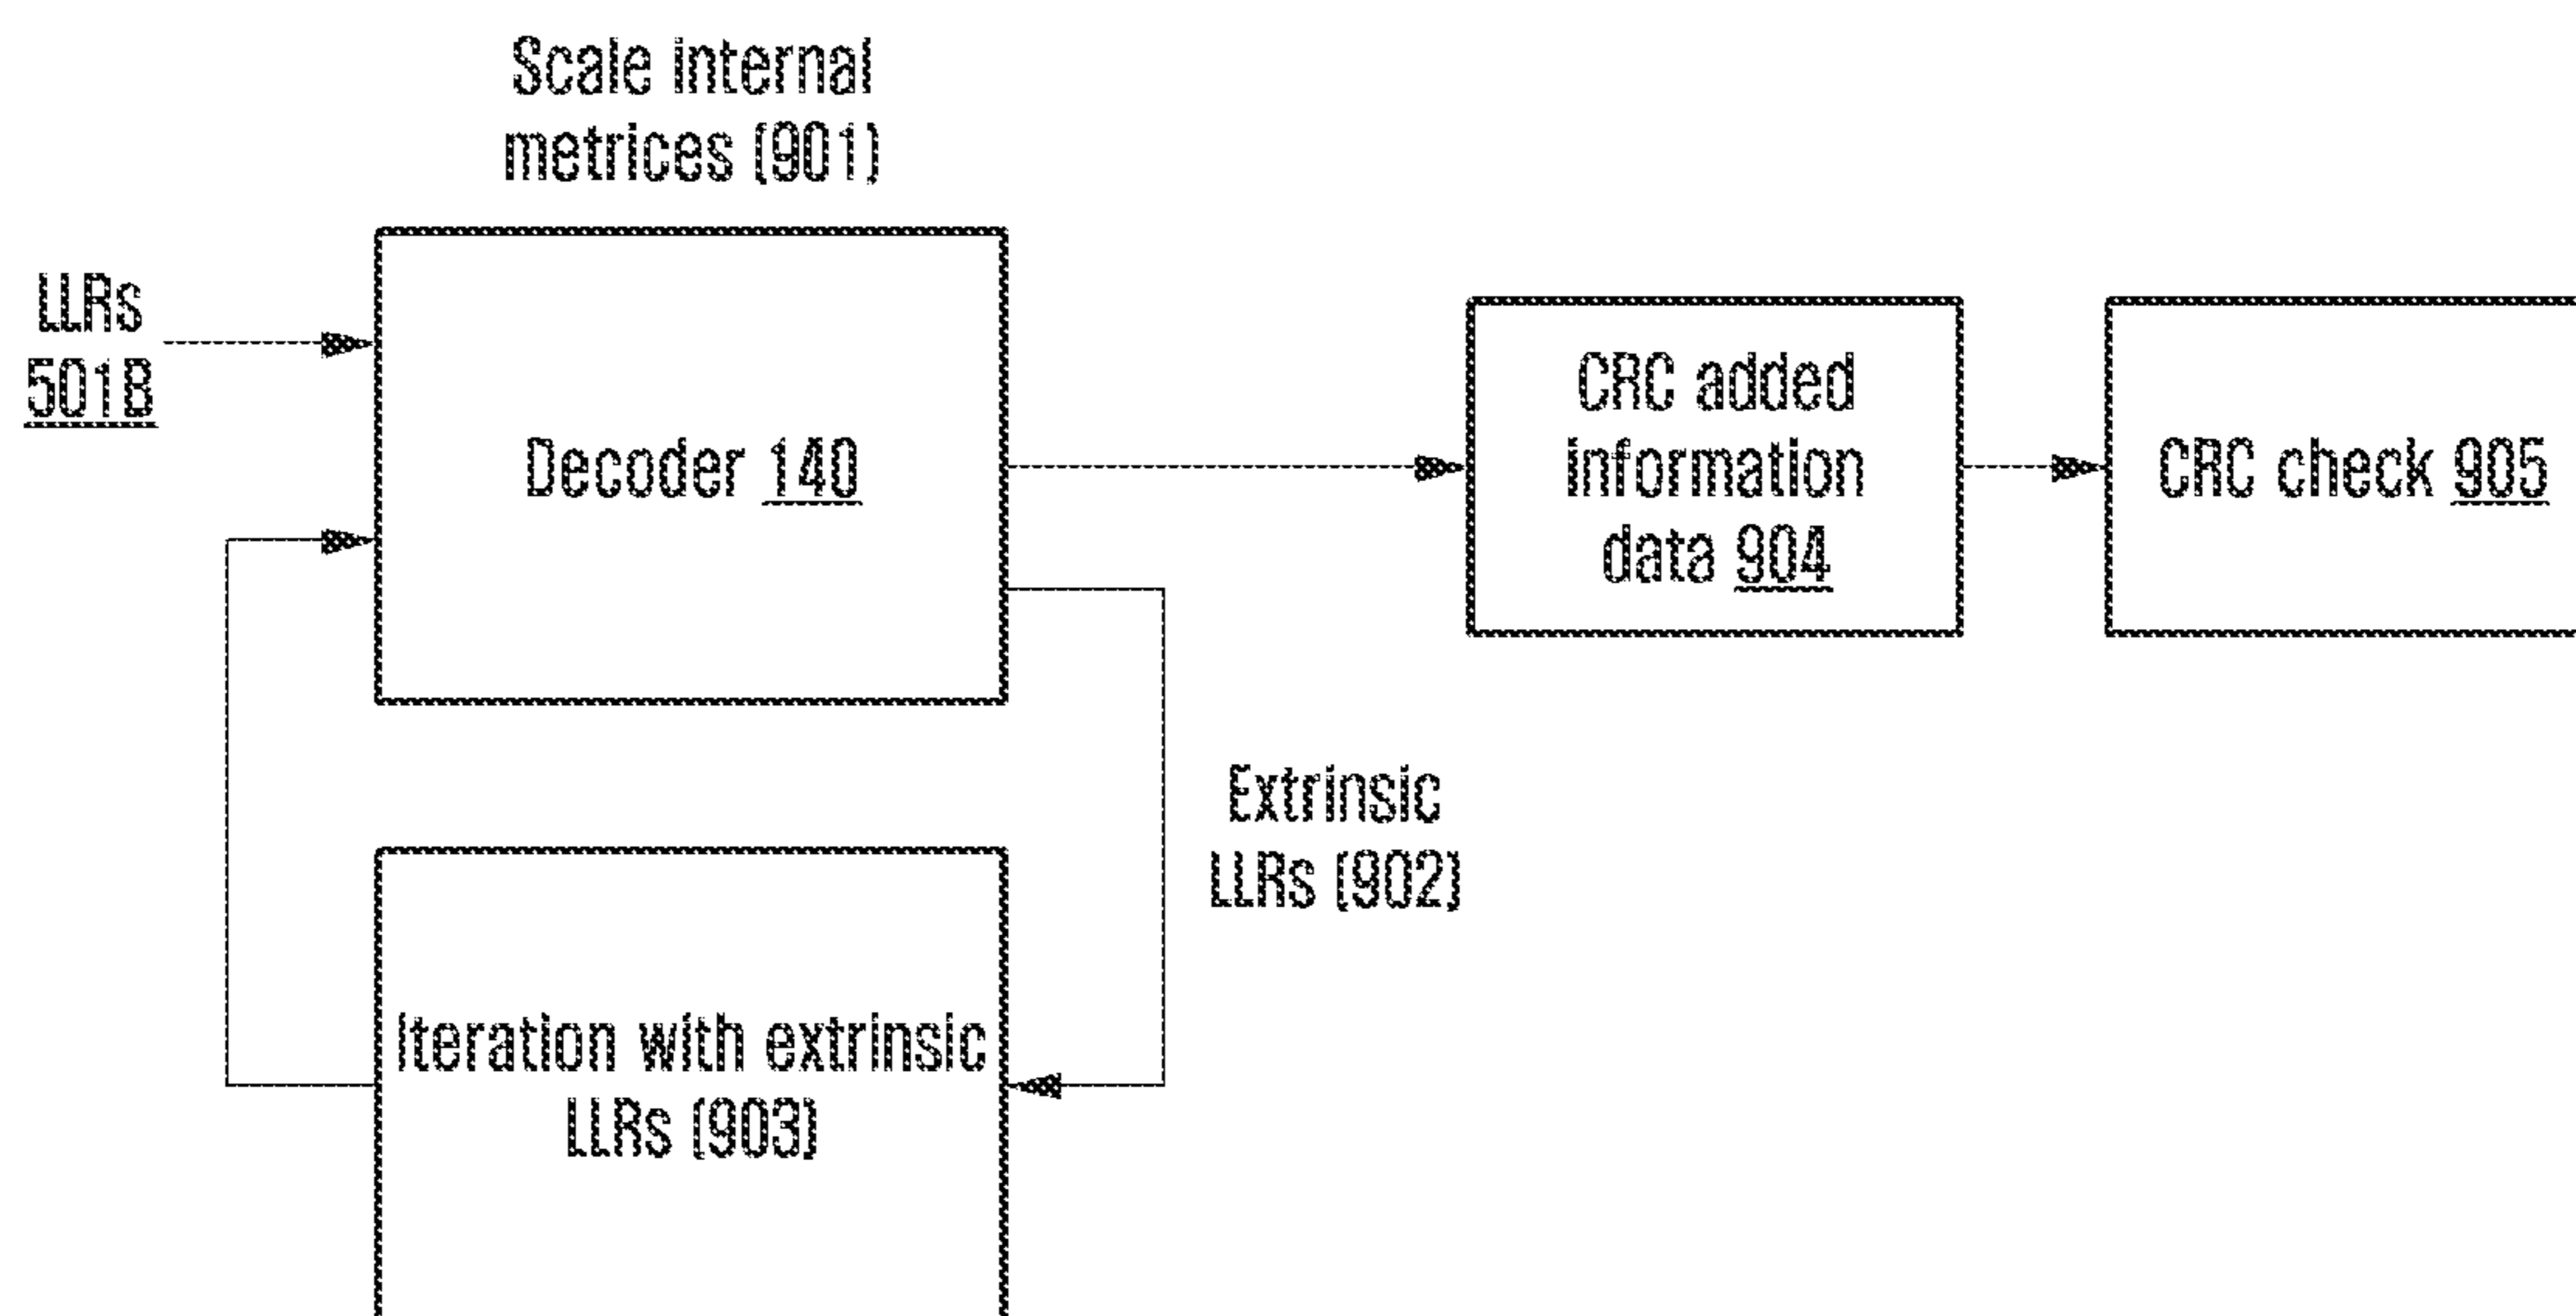 Scale internal
metrices (901)
LLRs
501B
Decoder 140
CRC added
information
data 904
CRC check 905
Extrinsic
LLRs (902)
Iteration with extrinsic
LLRs (903)